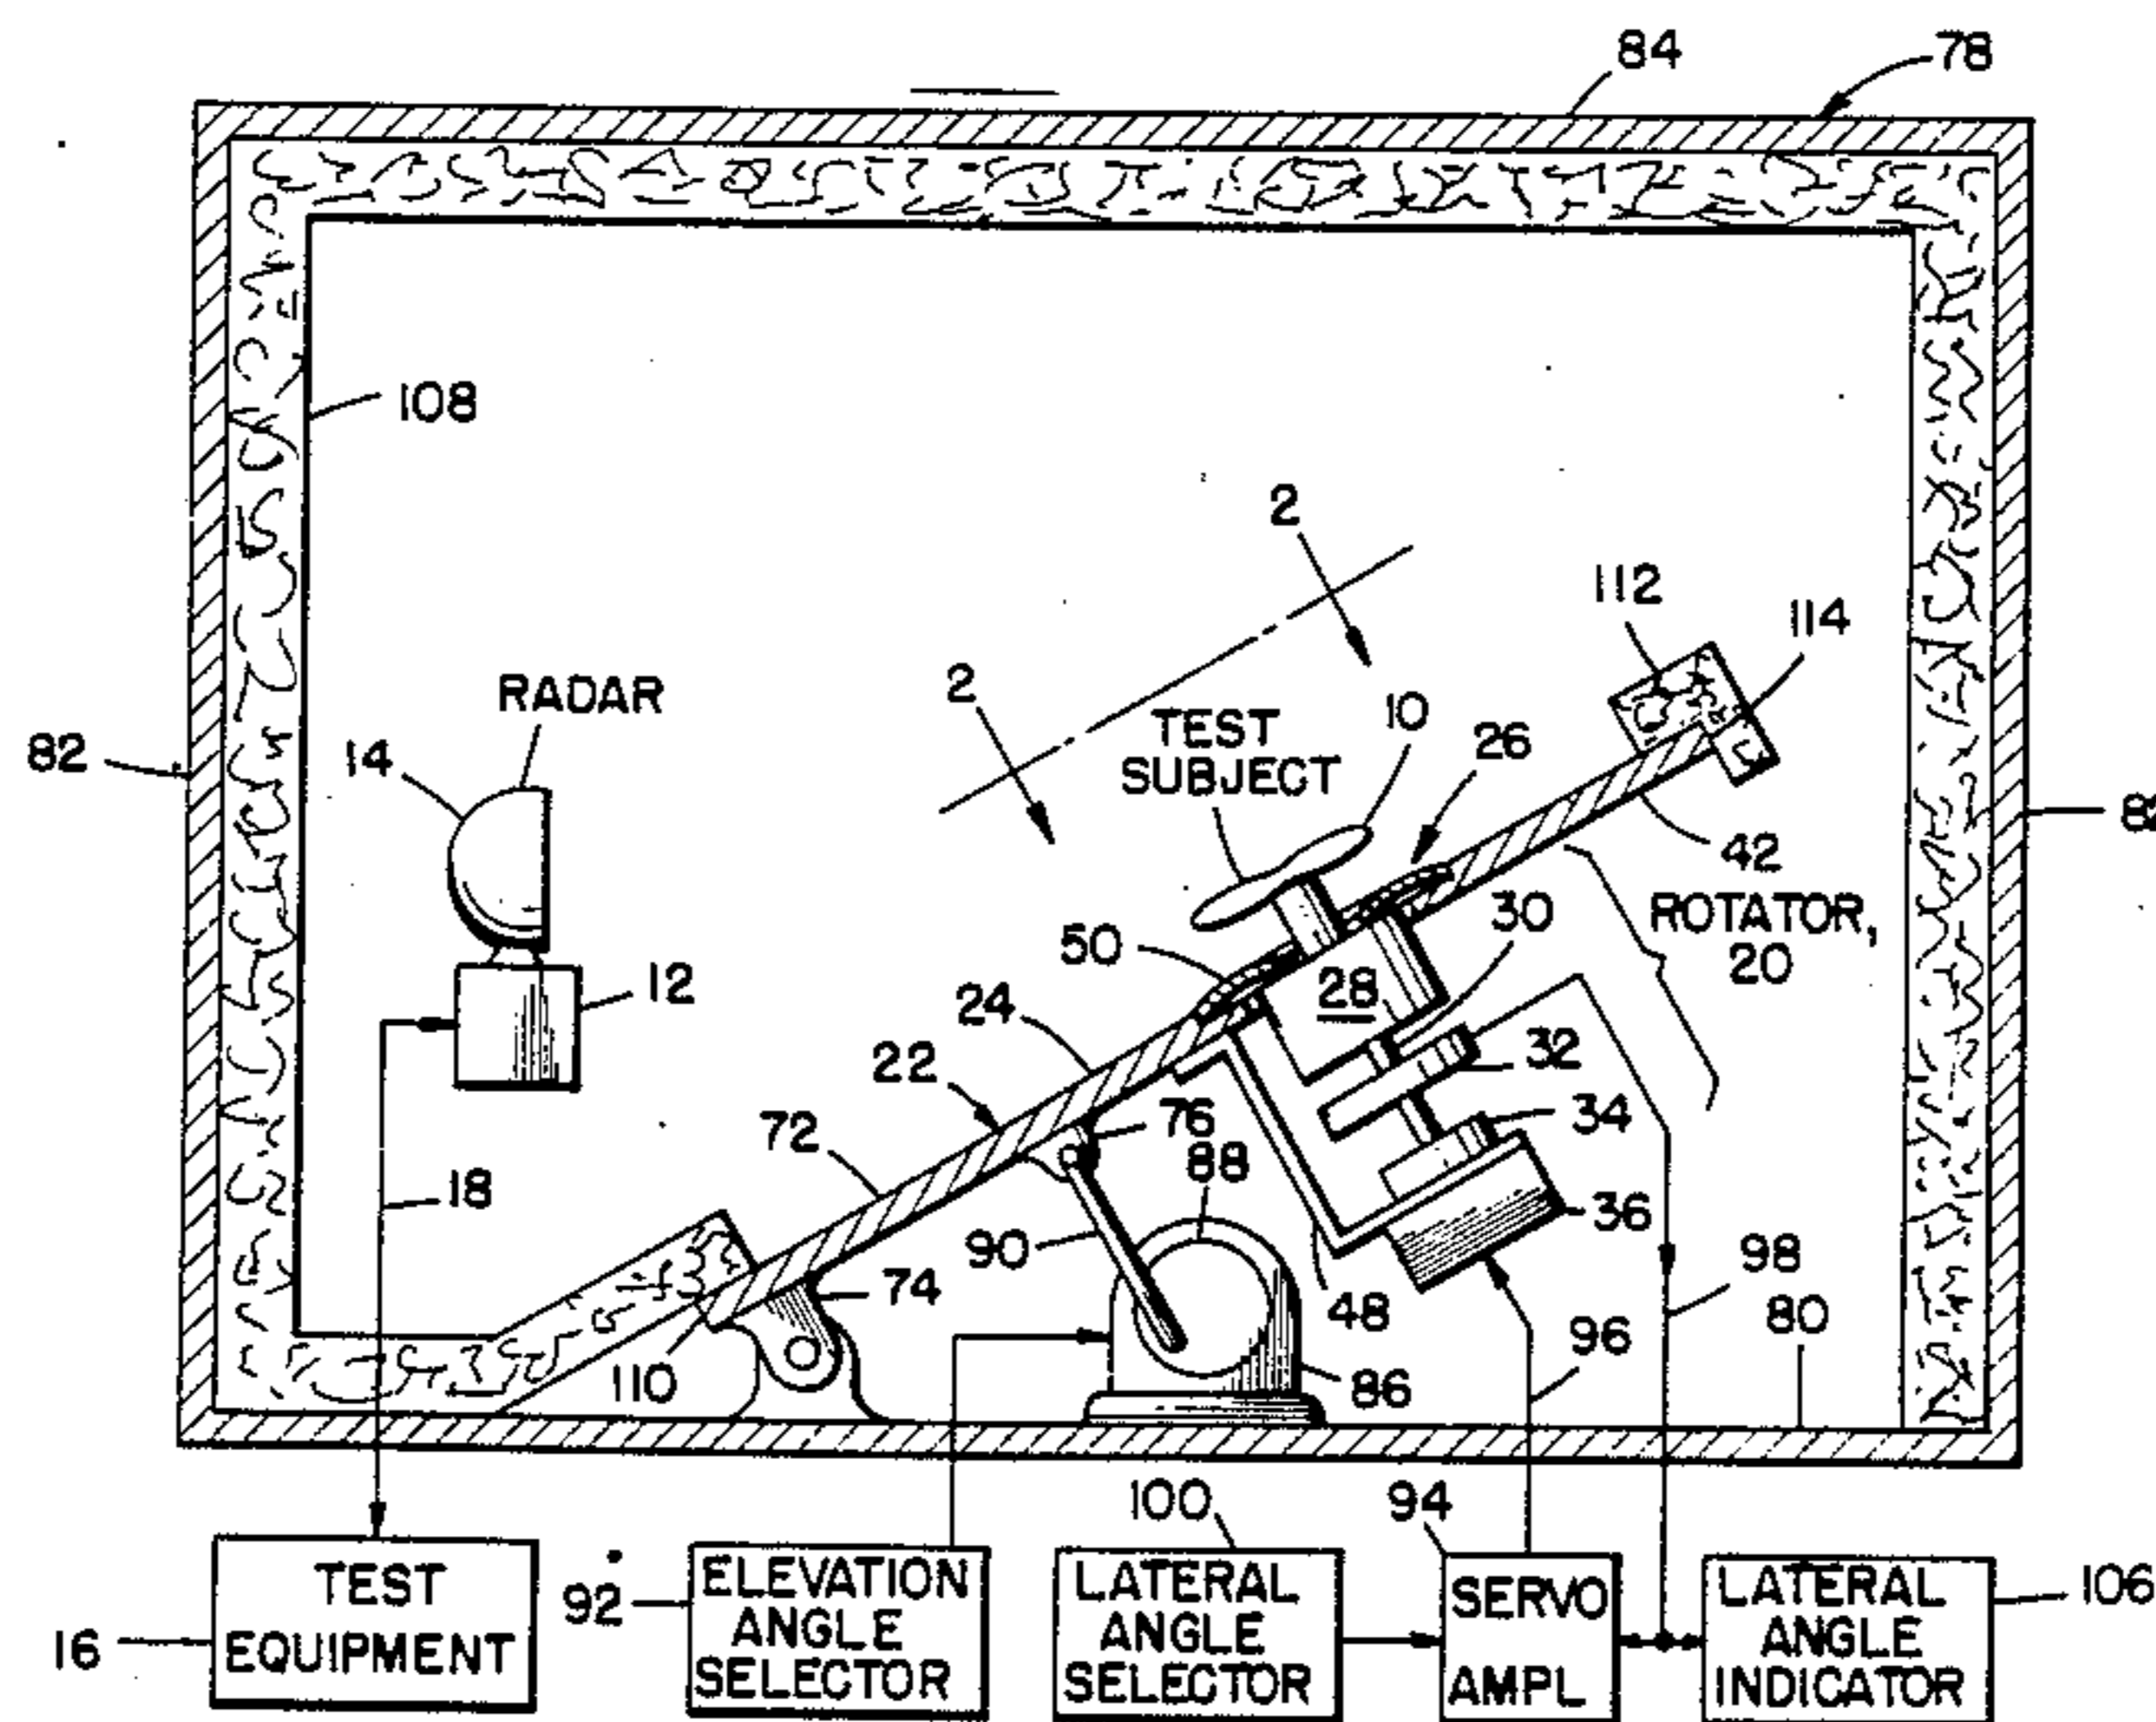 84
78
108
2
112
114
RADAR
2
10
TEST
SUBJECT
26
82
14
42
ROTATOR,
20
30
50
28
12
24
32
22
34
76
72
88
18
36
90
98
74
48
80
96
110
86
100
94
TEST
EQUIPMENT
16
92
ELEVATION
ANGLE
SELECTOR
LATERAL
ANGLE
SELECTOR
SERVO
AMPL
LATERAL
ANGLE
INDICATOR
106